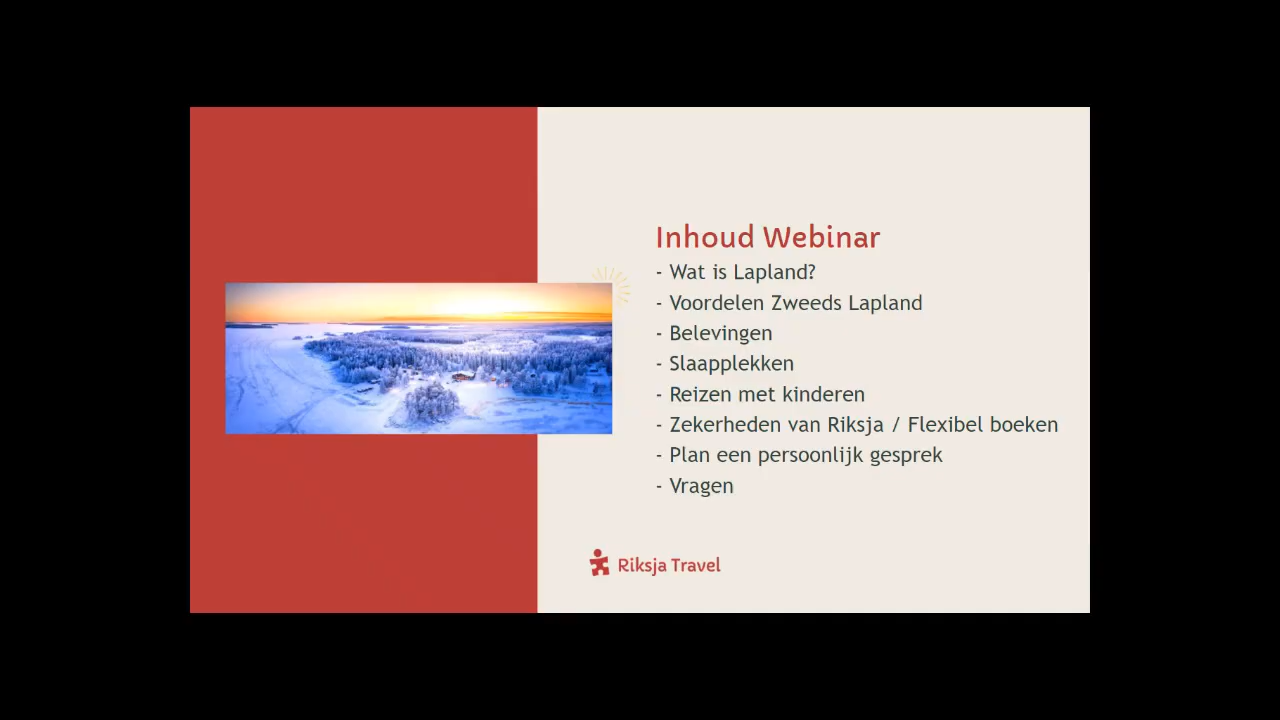 Inhoud Webinar
- Wat is Lapland?
- Voordelen Zweeds Lapland
- Belevingen
- Slaapplekken
- Reizen met kinderen
- Zekerheden van Riksja / Flexibel boeken
- Plan een persoonlijk gesprek
- Vragen
Riksja Travel